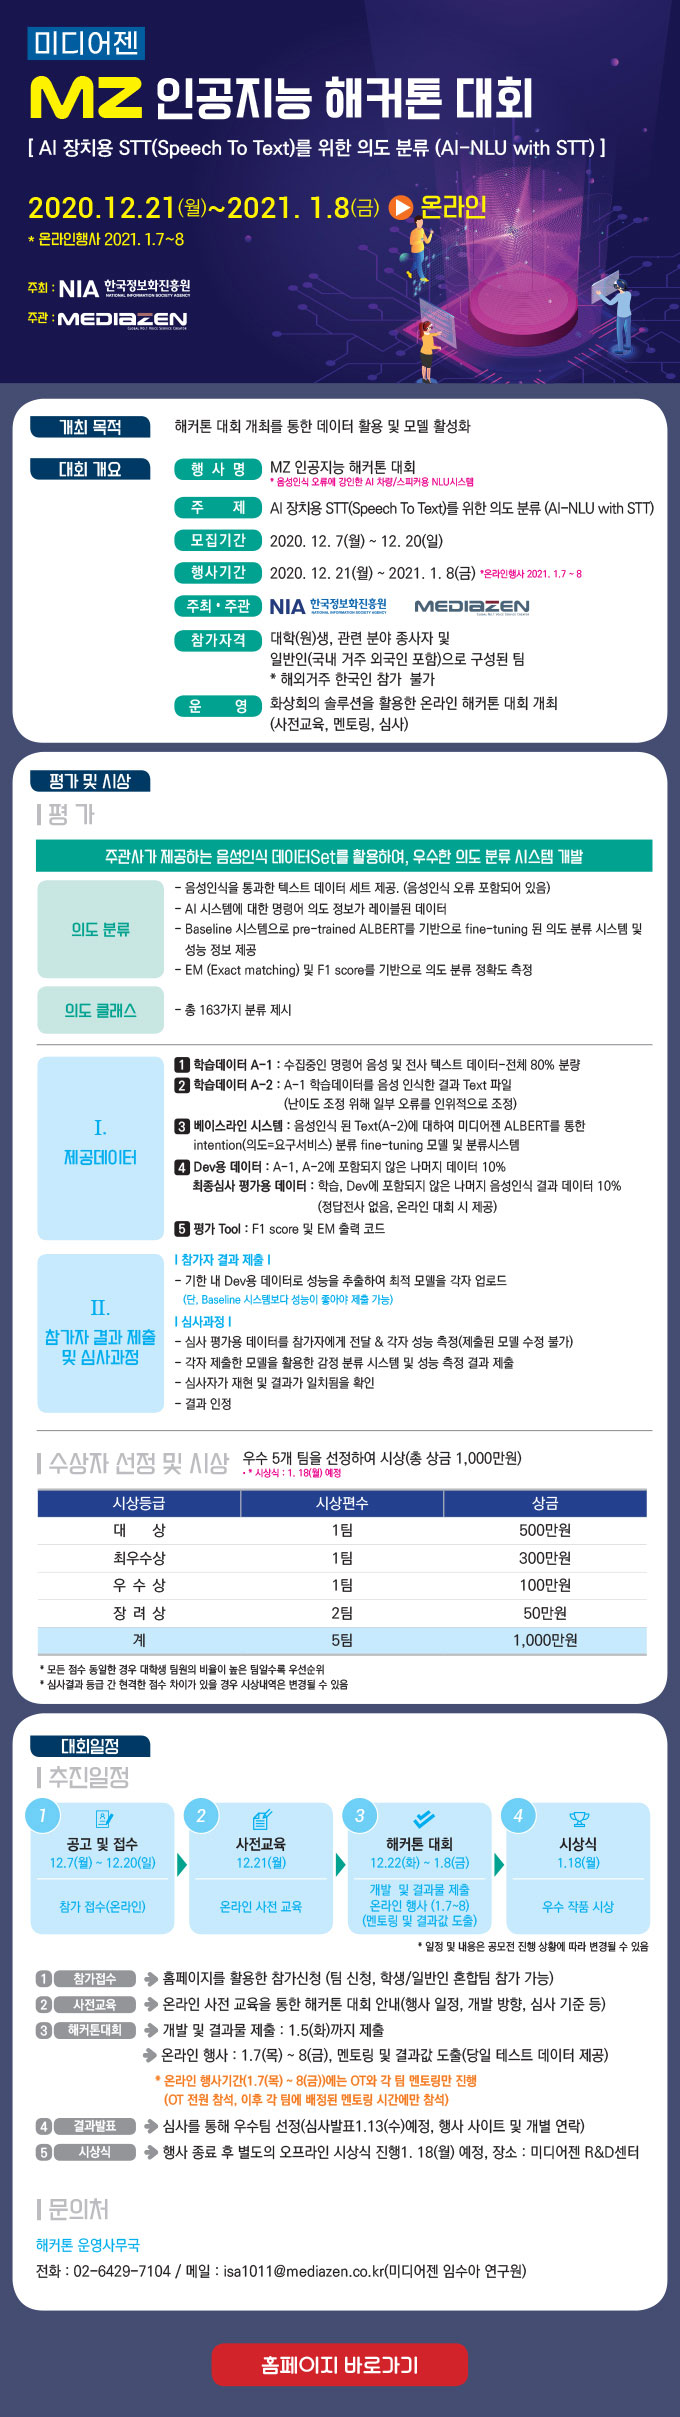 미디어젠
MZ 인공지능 해커톤 대회
[ AI 장치용 STT(Speech To Text)를 위한 의도 분류 (AI-NLU with STT) ]
2020.12.21(월)~2021. 1.8(금) 온라인
* 온라인행사 2021. 1.7~8
주최 : NIA 한국정보화진흥원
NATIONAL INFORMATION SOCIETY AGENCY
주관 : MEDIAZEN
GLOBAL NO.1 VOICE SERVICE CREATOR
개최 목적
해커톤 대회 개최를 통한 데이터 활용 및 모델 활성화
대회 개요
행 사 명 MZ 인공지능 해커톤 대회
* 음성인식 오류에 강인한 AI 차량/스피커용 NLU시스템
주 제 AI 장치용 STT(Speech To Text)를 위한 의도 분류 (AI-NLU with STT)
모집기간 2020. 12. 7(월) ~ 12. 20(일)
행사기간 2020. 12. 21(월) ~ 2021. 1. 8(금) *온라인행사 2021. 1.7 ~ 8
주최 • 주관 NIA 한국정보화진흥원 MEDIAZEN
NATIONAL INFORMATION SOCIETY AGENCY GLOBAL NO.1 VOICE SERVICE CREATOR
참가자격 대학(원)생, 관련 분야 종사자 및
일반인(국내 거주 외국인 포함)으로 구성된 팀
* 해외거주 한국인 참가 불가
운 영 화상회의 솔루션을 활용한 온라인 해커톤 대회 개최
(사전교육, 멘토링, 심사)
평가 및 시상
평 가
주관사가 제공하는 음성인식 데이터Set를 활용하여, 우수한 의도 분류 시스템 개발
의도 분류
- 음성인식을 통과한 텍스트 데이터 세트 제공. (음성인식 오류 포함되어 있음)
- AI 시스템에 대한 명령어 의도 정보가 레이블된 데이터
- Baseline 시스템으로 pre-trained ALBERT를 기반으로 fine-tuning 된 의도 분류 시스템 및
성능 정보 제공
- EM (Exact matching) 및 F1 score를 기반으로 의도 분류 정확도 측정
의도 클래스
- 총 163가지 분류 제시
I.
제공데이터
1 학습데이터 A-1 : 수집중인 명령어 음성 및 전사 텍스트 데이터-전체 80% 분량
2 학습데이터 A-2 : A-1 학습데이터를 음성 인식한 결과 Text 파일
(난이도 조정 위해 일부 오류를 인위적으로 조정)
3 베이스라인 시스템 : 음성인식 된 Text(A-2)에 대하여 미디어젠 ALBERT를 통한
intention(의도=요구서비스) 분류 fine-tuning 모델 및 분류시스템
4 Dev용 데이터 : A-1, A-2에 포함되지 않은 나머지 데이터 10%
최종심사 평가용 데이터 : 학습, Dev에 포함되지 않은 나머지 음성인식 결과 데이터 10%
(정답전사 없음, 온라인 대회 시 제공)
5 평가 Tool : F1 score 및 EM 출력 코드
II.
참가자 결과 제출
및 심사과정
I 참가자 결과 제출 I
- 기한 내 Dev용 데이터로 성능을 추출하여 최적 모델을 각자 업로드
(단, Baseline 시스템보다 성능이 좋아야 제출 가능)
I 심사과정 I
- 심사 평가용 데이터를 참가자에게 전달 & 각자 성능 측정(제출된 모델 수정 불가)
- 각자 제출한 모델을 활용한 감정 분류 시스템 및 성능 측정 결과 제출
- 심사자가 재현 및 결과가 일치됨을 확인
- 결과 인정
수상자 선정 및 시상 우수 5개 팀을 선정하여 시상(총 상금 1,000만원)
• * 시상식 : 1. 18(월) 예정
시상등급 시상편수 상금
대 상 1팀 500만원
최우수상 1팀 300만원
우 수 상 1팀 100만원
장 려 상 2팀 50만원
계 5팀 1,000만원
* 모든 점수 동일한 경우 대학생 팀원의 비율이 높은 팀일수록 우선순위
* 심사결과 등급 간 현격한 점수 차이가 있을 경우 시상내역은 변경될 수 있음
대회일정
추진일정
1
공고 및 접수
12.7(월) ~ 12.20(일)
참가 접수(온라인)
2
사전교육
12.21(월)
온라인 사전 교육
3
해커톤 대회
12.22(화) ~ 1.8(금)
개발 및 결과물 제출
온라인 행사 (1.7~8)
(멘토링 및 결과값 도출)
4
시상식
1.18(월)
우수 작품 시상
* 일정 및 내용은 공모전 진행 상황에 따라 변경될 수 있음
1 참가접수 홈페이지를 활용한 참가신청 (팀 신청, 학생/일반인 혼합팀 참가 가능)
2 사전교육 온라인 사전 교육을 통한 해커톤 대회 안내(행사 일정, 개발 방향, 심사 기준 등)
3 해커톤대회 개발 및 결과물 제출 : 1.5(화)까지 제출
온라인 행사 : 1.7(목) ~ 8(금), 멘토링 및 결과값 도출(당일 테스트 데이터 제공)
* 온라인 행사기간(1.7(목) ~ 8(금))에는 OT와 각 팀 멘토링만 진행
(OT 전원 참석, 이후 각 팀에 배정된 멘토링 시간에만 참석)
4 결과발표 심사를 통해 우수팀 선정(심사발표1.13(수)예정, 행사 사이트 및 개별 연락)
5 시상식 행사 종료 후 별도의 오프라인 시상식 진행1. 18(월) 예정, 장소 : 미디어젠 R&D센터
문의처
해커톤 운영사무국
전화 : 02-6429-7104 / 메일 : isa1011@mediazen.co.kr(미디어젠 임수아 연구원)
홈페이지 바로가기